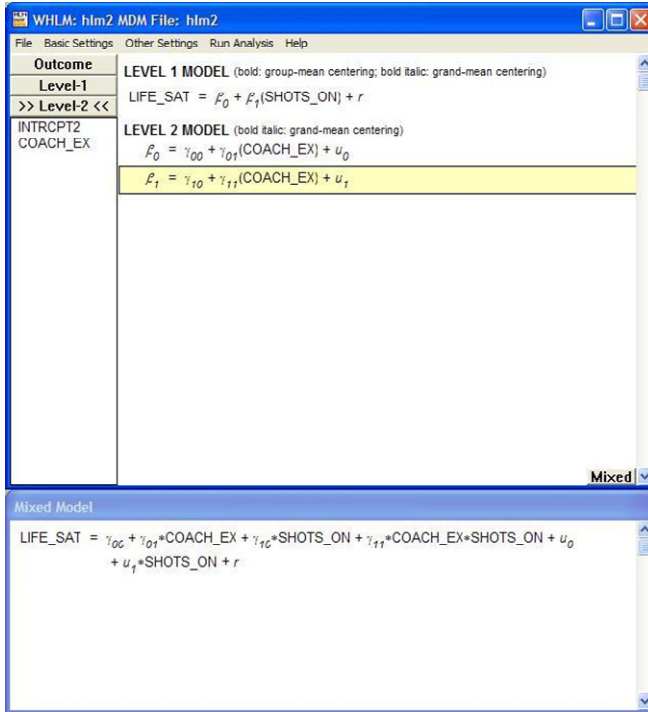 WHLM: hlm2 MDM File: hlm2
File Basic Settings Other Settings Run Analysis Help
Outcome
Level-1
>> Level-2 <<
INTRCPT2
COACH_EX
LEVEL 1 MODEL (bold: group-mean centering; bold italic: grand-mean centering)
LIFE_SAT = β0 + β1(SHOTS_ON) + r
LEVEL 2 MODEL (bold italic: grand-mean centering)
β0 = γ00 + γ01(COACH_EX) + u0
β1 = γ10 + γ11(COACH_EX) + u1
Mixed
Mixed Model
LIFE_SAT = γ00 + γ01*COACH_EX + γ10*SHOTS_ON + γ11*COACH_EX*SHOTS_ON + u0
+ u1*SHOTS_ON + r